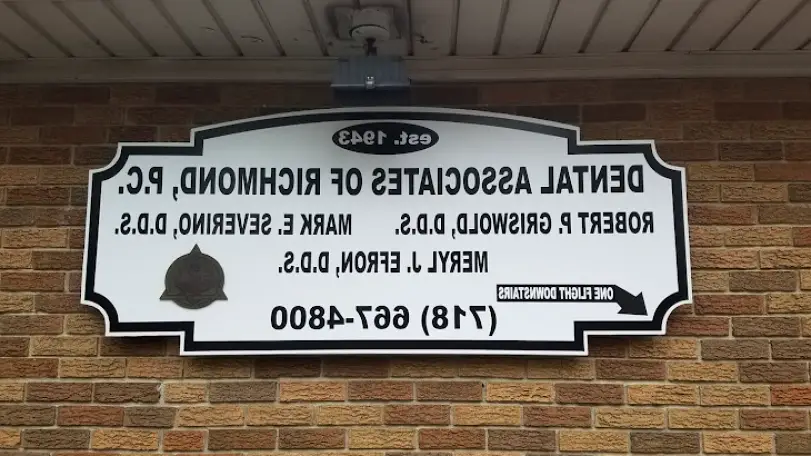 est. 1943
DENTAL ASSOCIATES OF RICHMOND, P.C.
ROBERT P. GRISWOLD, D.D.S. MARK E. SEVERINO, D.D.S.
MERYL J. EFRON, D.D.S.
ONE FLIGHT DOWNSTAIRS
(718) 667-4800